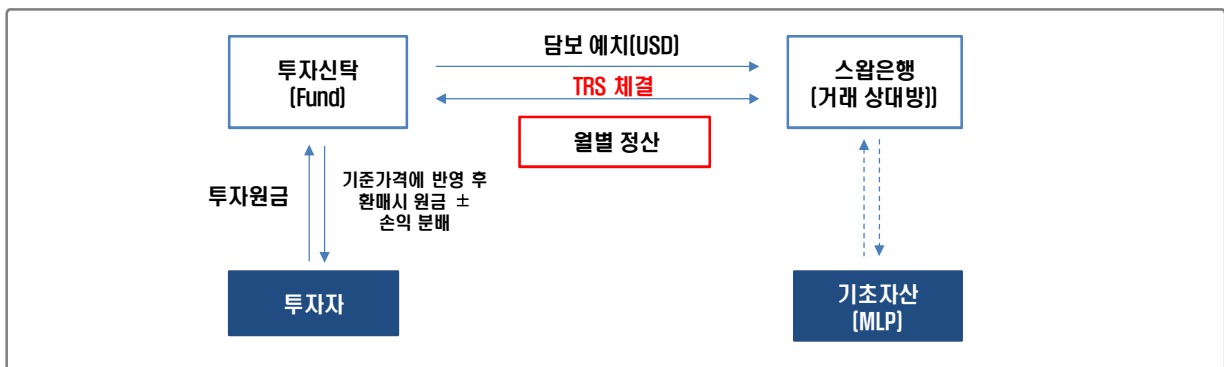 담보 예치(USD)
투자신탁
(Fund)
TRS 체결
스왑은행
(거래 상대방))
월별 정산
투자원금
기준가격에 반영 후
환매시 원금 ±
손익 분배
투자자
기초자산
(MLP)